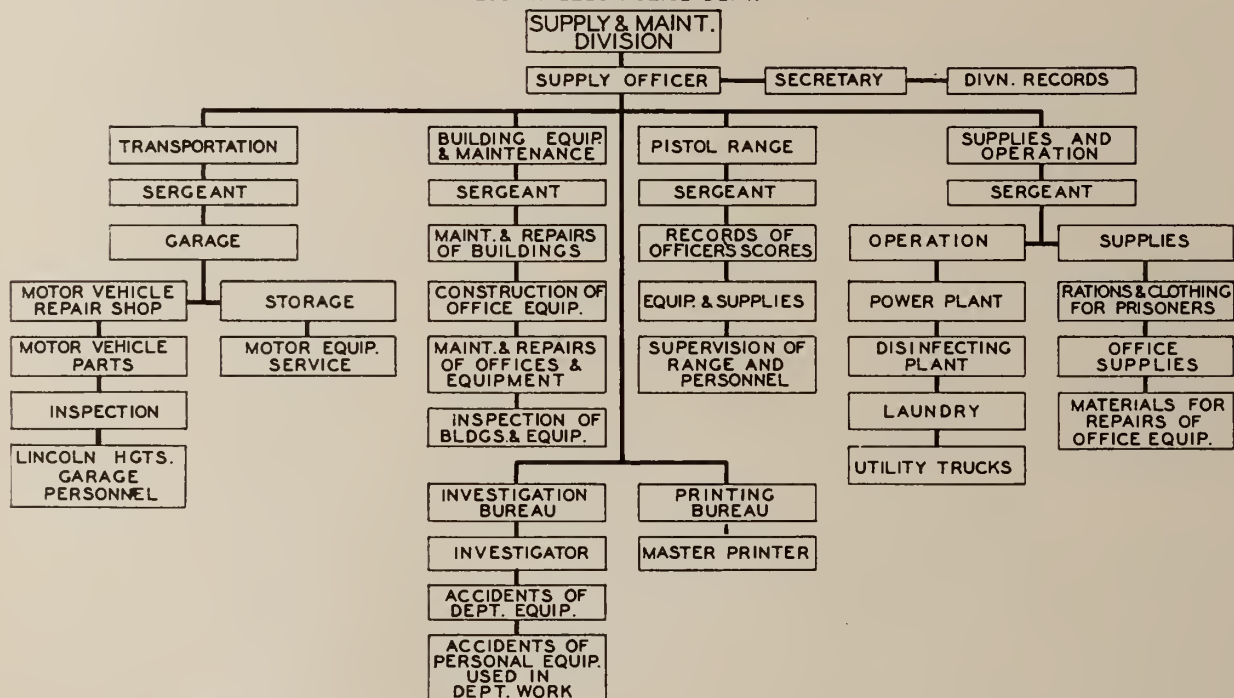 SUPPLY & MAINT.
DIVISION
SUPPLY OFFICER
SECRETARY
DIVN. RECORDS
TRANSPORTATION
SERGEANT
GARAGE
MOTOR VEHICLE
REPAIR SHOP
MOTOR VEHICLE
PARTS
INSPECTION
LINCOLN HGTS.
GARAGE
PERSONNEL
STORAGE
MOTOR EQUIP.
SERVICE
BUILDING EQUIP.
& MAINTENANCE
SERGEANT
MAINT. & REPAIRS
OF BUILDINGS
CONSTRUCTION OF
OFFICE EQUIP.
MAINT. & REPAIRS
OF OFFICES &
EQUIPMENT
INSPECTION OF
BLDGS. & EQUIP.
PISTOL RANGE
SERGEANT
RECORDS OF
OFFICER'S SCORES
EQUIP. & SUPPLIES
SUPERVISION OF
RANGE AND
PERSONNEL
SUPPLIES AND
OPERATION
SERGEANT
OPERATION
POWER PLANT
DISINFECTING
PLANT
LAUNDRY
UTILITY TRUCKS
SUPPLIES
RATIONS & CLOTHING
FOR PRISONERS
OFFICE
SUPPLIES
MATERIALS FOR
REPAIRS OF
OFFICE EQUIP.
INVESTIGATION
BUREAU
INVESTIGATOR
ACCIDENTS OF
DEPT. EQUIP.
ACCIDENTS OF
PERSONAL EQUIP.
USED IN
DEPT. WORK
PRINTING
BUREAU
MASTER PRINTER